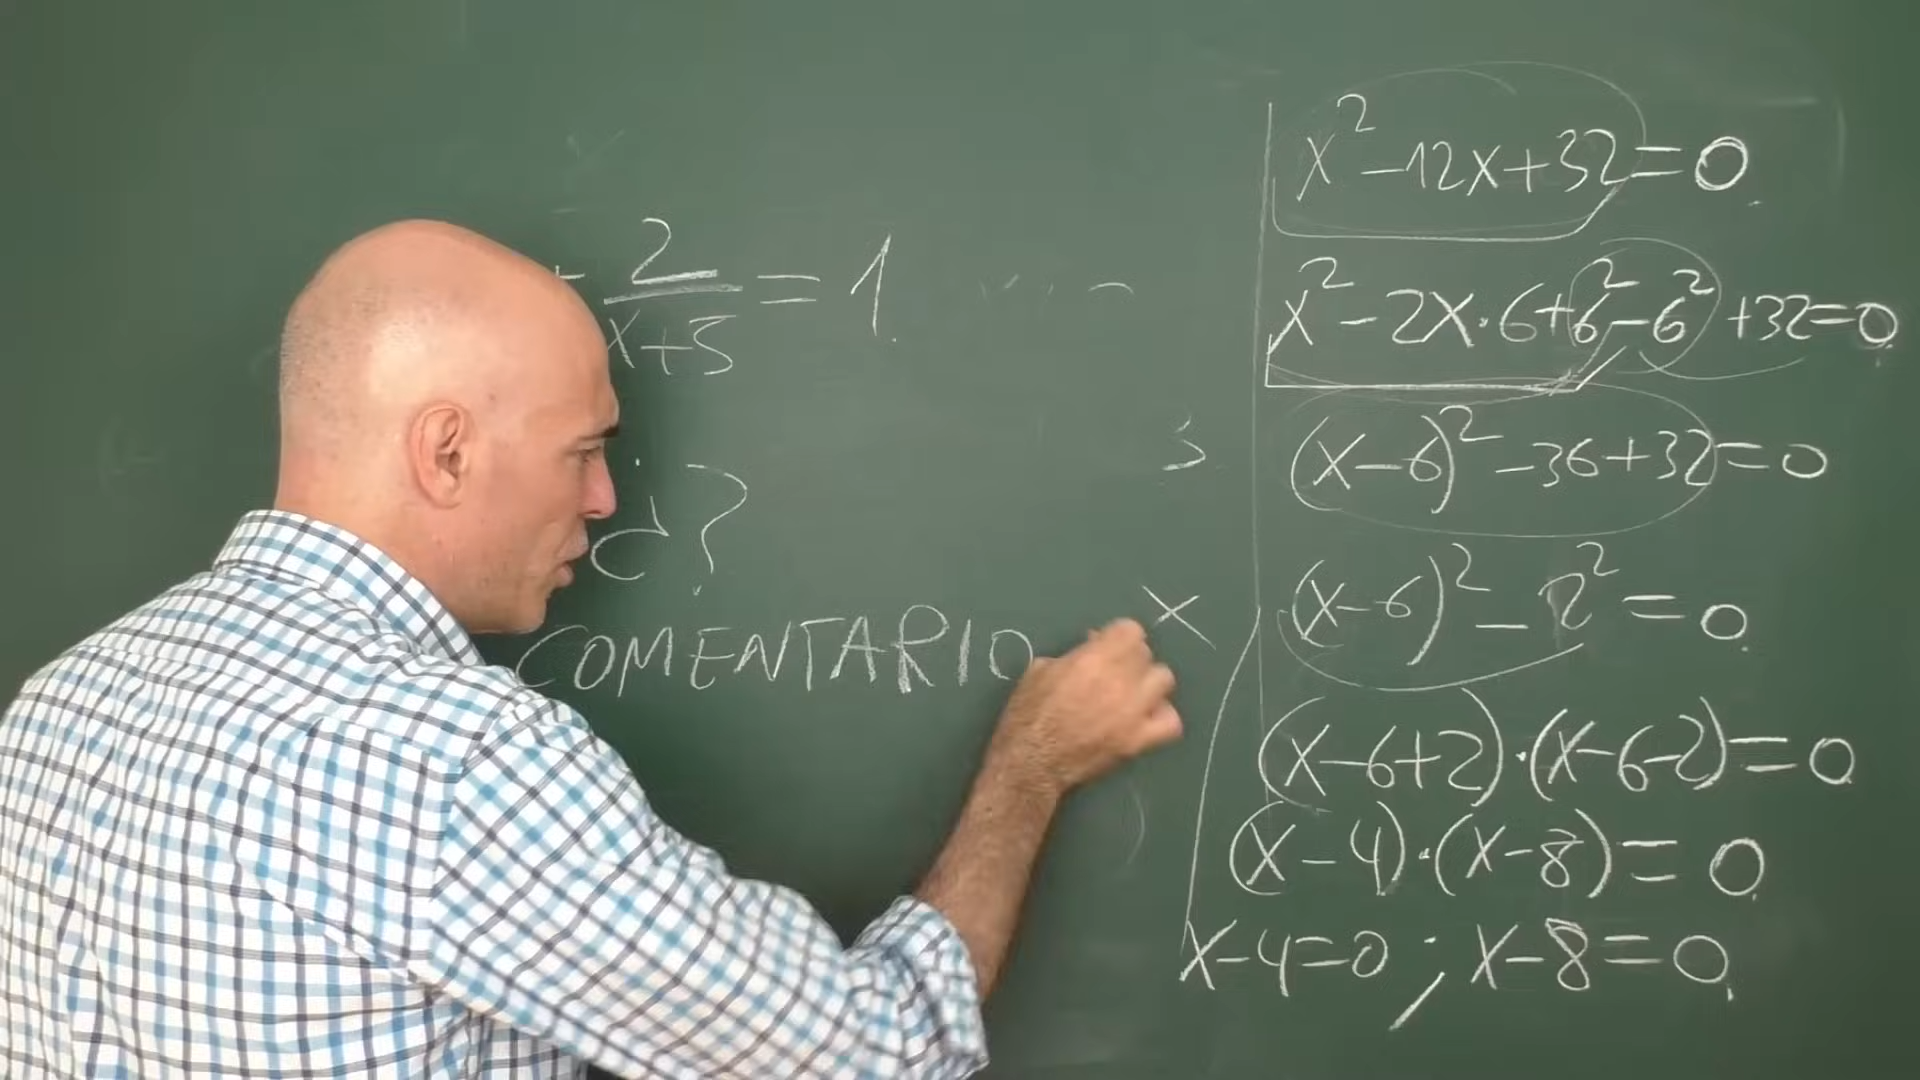 2/(x+5) = 1
d?
COMENTARIO
x
x² - 12x + 32 = 0
x² - 2x·6 + 6² - 6² + 32 = 0
(x - 6)² - 36 + 32 = 0
(x - 6)² - 2² = 0
(x - 6 + 2)·(x - 6 - 2) = 0
(x - 4)·(x - 8) = 0
x - 4 = 0 ; x - 8 = 0